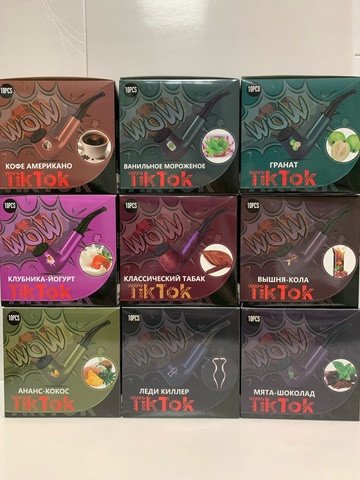 10PCS
WOW
КОФЕ АМЕРИКАНО
TikTok
10PCS
WOW
ВАНИЛЬНОЕ МОРОЖЕНОЕ
TikTok
10PCS
WOW
ГРАНАТ
TikTok
10PCS
WOW
КЛУБНИКА-ЙОГУРТ
TikTok
10PCS
WOW
КЛАССИЧЕСКИЙ ТАБАК
TikTok
10PCS
WOW
ВИШНЯ-КОЛА
TikTok
10PCS
WOW
АНАНС-КОКОС
TikTok
10PCS
WOW
ЛЕДИ КИЛЛЕР
TikTok
10PCS
WOW
МЯТА-ШОКОЛАД
TikTok